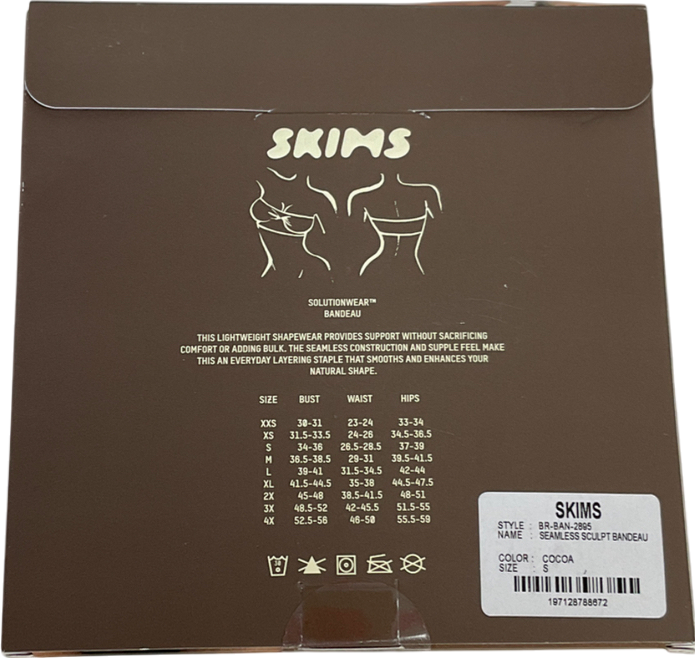 SKIMS
SOLUTIONWEAR™
BANDEAU
THIS LIGHTWEIGHT SHAPEWEAR PROVIDES SUPPORT WITHOUT SACRIFICING
COMFORT OR ADDING BULK. THE SEAMLESS CONSTRUCTION AND SUPPLE FEEL MAKE
THIS AN EVERYDAY LAYERING STAPLE THAT SMOOTHS AND ENHANCES YOUR
NATURAL SHAPE.
SIZE BUST WAIST HIPS
XXS 30-31 23-24 33-34
XS 31.5-33.5 24-26 34.5-36.5
S 34-36 26.5-28.5 37-39
M 36.5-38.5 29-31 39.5-41.5
L 39-41 31.5-34.5 42-44
XL 41.5-44.5 35-38 44.5-47.5
2X 45-48 38.5-41.5 48-51
3X 48.5-52 42-45.5 51.5-55
4X 52.5-56 46-50 55.5-59
30
SKIMS
STYLE : BR-BAN-2895
NAME : SEAMLESS SCULPT BANDEAU
COLOR : COCOA
SIZE : S
197128788672